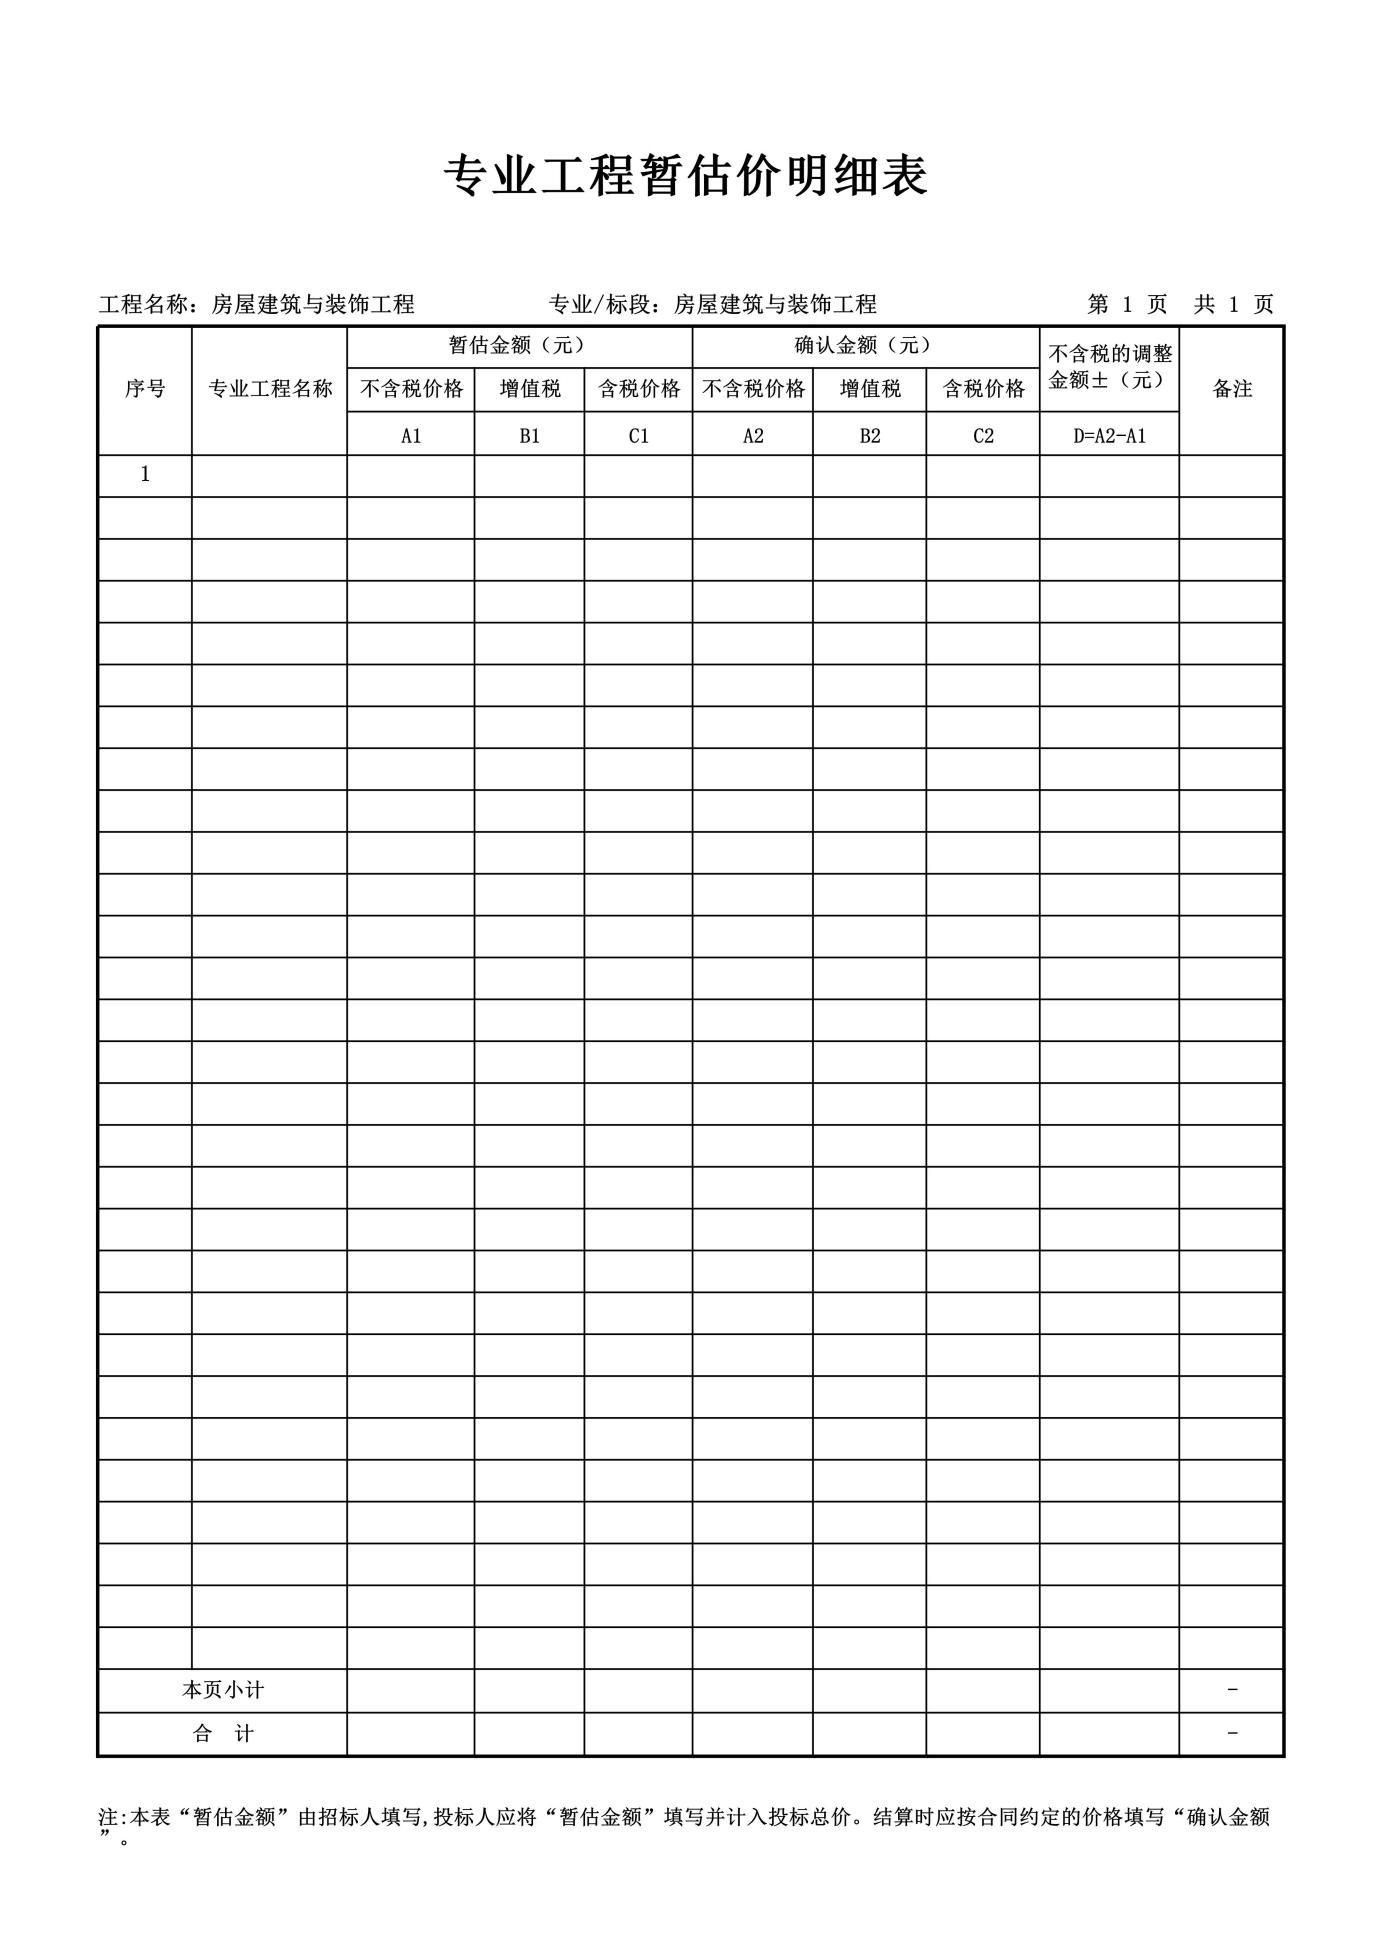 专业工程暂估价明细表
工程名称：房屋建筑与装饰工程 专业/标段：房屋建筑与装饰工程 第 1 页 共 1 页
序号 专业工程名称 暂估金额（元） 确认金额（元） 不含税的调整金额士（元） 备注
不含税价格 增值税 含税价格 不含税价格 增值税 含税价格
A1 B1 C1 A2 B2 C2 D=A2-A1
1
本页小计 -
合 计 -
注:本表“暂估金额”由招标人填写,投标人应将“暂估金额”填写并计入投标总价。结算时应按合同约定的价格填写“确认金额
”。